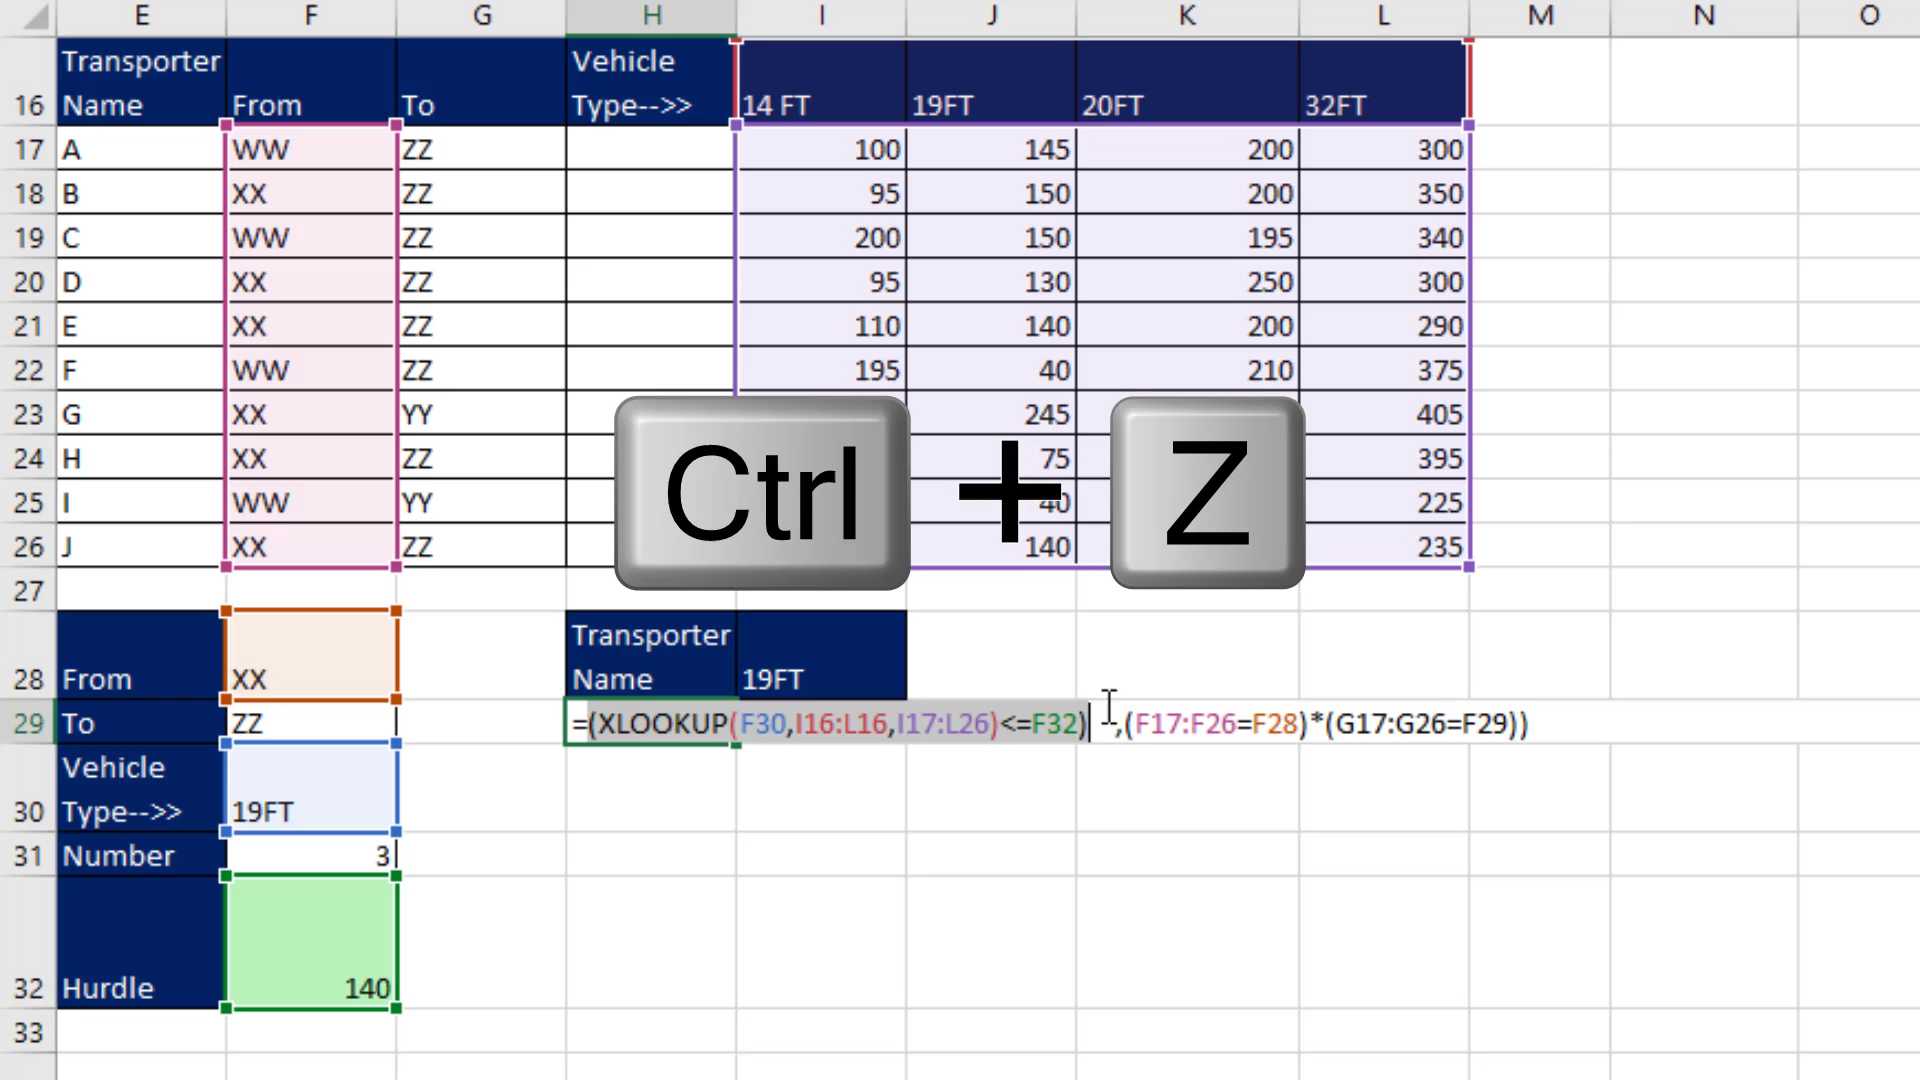 E F G H I J K L M N O
Transporter Vehicle
16 Name From To Type-->> 14 FT 19FT 20FT 32FT
17 A WW ZZ 100 145 200 300
18 B XX ZZ 95 150 200 350
19 C WW ZZ 200 150 195 340
20 D XX ZZ 95 130 250 300
21 E XX ZZ 110 140 200 290
22 F WW ZZ 195 40 210 375
23 G XX YY 245 405
24 H XX ZZ 75 395
25 I WW YY 40 225
26 J XX ZZ 140 235
Ctrl + Z
27
Transporter
28 From XX Name 19FT
29 To ZZ =(XLOOKUP(F30,I16:L16,I17:L26)<=F32) ,(F17:F26=F28)*(G17:G26=F29))
Vehicle
30 Type-->> 19FT
31 Number 3
32 Hurdle 140
33